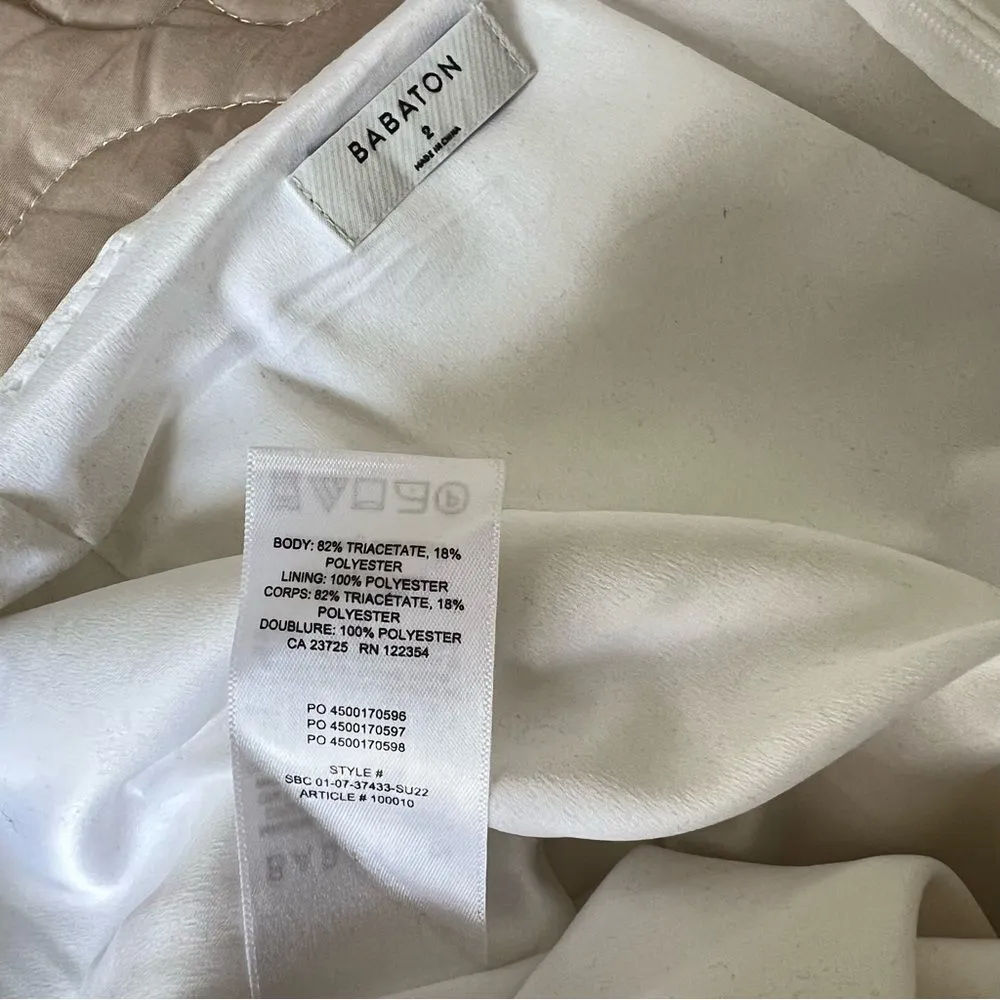 BABATON
2
MADE IN CHINA
BODY: 82% TRIACETATE, 18%
POLYESTER
LINING: 100% POLYESTER
CORPS: 82% TRIACÉTATE, 18%
POLYESTER
DOUBLURE: 100% POLYESTER
CA 23725 RN 122354
PO 4500170596
PO 4500170597
PO 4500170598
STYLE #
SBC 01-07-37433-SU22
ARTICLE # 100010